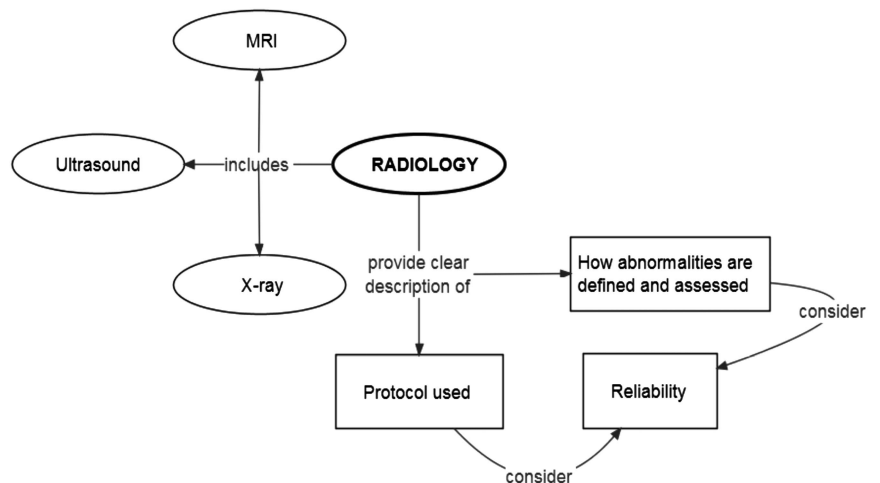 MRI
Ultrasound
includes
RADIOLOGY
X-ray
provide clear
description of
How abnormalities are
defined and assessed
consider
Protocol used
Reliability
consider